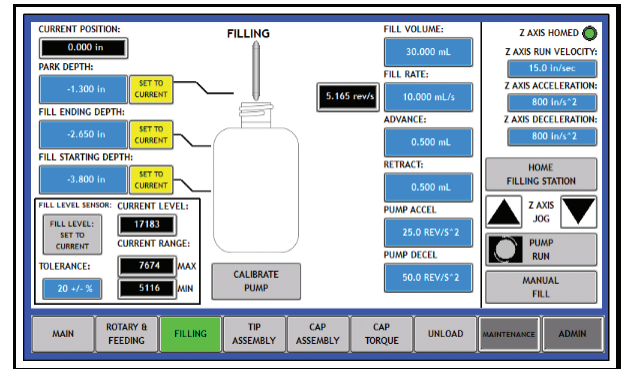 CURRENT POSITION:
0.000 in
PARK DEPTH:
-1.300 in
SET TO
CURRENT
FILL ENDING DEPTH:
-2.650 in
SET TO
CURRENT
FILL STARTING DEPTH:
-3.800 in
SET TO
CURRENT
FILL LEVEL SENSOR:
FILL LEVEL:
SET TO
CURRENT
TOLERANCE:
20 +/- %
CURRENT LEVEL:
17183
CURRENT RANGE:
7674 MAX
5116 MIN
FILLING
5.165 rev/s
CALIBRATE
PUMP
FILL VOLUME:
30.000 mL
FILL RATE:
10.000 mL/s
ADVANCE:
0.500 mL
RETRACT:
0.500 mL
PUMP ACCEL
25.0 REV/S^2
PUMP DECEL
50.0 REV/S^2
Z AXIS HOMED
Z AXIS RUN VELOCITY:
15.0 in/sec
Z AXIS ACCELERATION:
800 in/s^2
Z AXIS DECELERATION:
800 in/s^2
HOME
FILLING STATION
Z AXIS
JOG
PUMP
RUN
MANUAL
FILL
MAIN
ROTARY &
FEEDING
FILLING
TIP
ASSEMBLY
CAP
ASSEMBLY
CAP
TORQUE
UNLOAD
MAINTENANCE
ADMIN